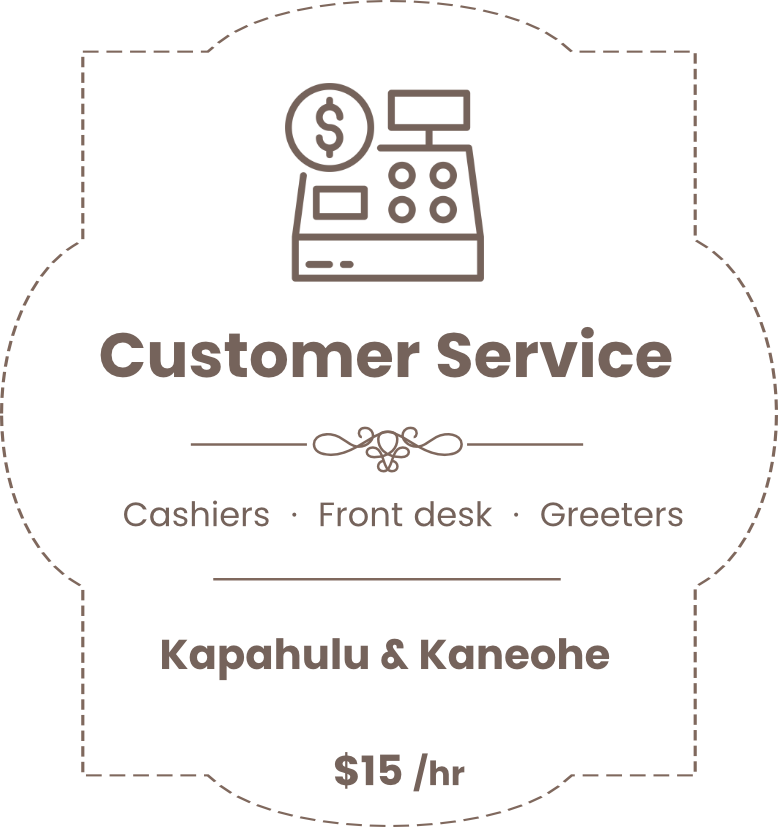 $
Customer Service
Cashiers · Front desk · Greeters
Kapahulu & Kaneohe
$15 /hr